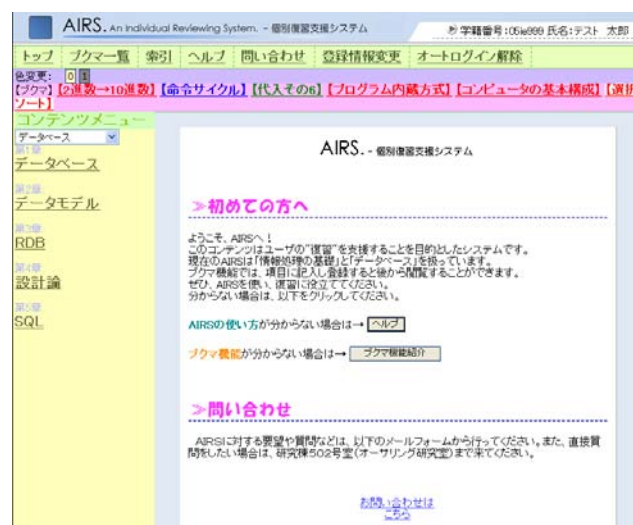 AIRS. An Individual Reviewing System. - 個別復習支援システム
学籍番号:05ie999 氏名:テスト 太郎
トップ ブクマ一覧 索引 ヘルプ 問い合わせ 登録情報変更 オートログイン解除
色変更: 0 1
【ブクマ】【2進数→10進数】【命令サイクル】【代入その6】【プログラム内蔵方式】【コンピュータの基本構成】【選択
ソート】
コンテンツメニュー
データベース
第1章
データベース
第2章
データモデル
第3章
RDB
第4章
設計論
第5章
SQL
AIRS. - 個別復習支援システム
≫初めての方へ
ようこそ、AIRSへ!
このコンテンツはユーザの"復習"を支援することを目的としたシステムです。
現在のAIRSは「情報処理の基礎」と「データベース」を扱っています。
ブクマ機能では、項目に記入し登録すると後から閲覧することができます。
ぜひ、AIRSを使い、復習に役立ててください。
分からない場合は、以下をクリックしてください。
AIRSの使い方が分からない場合は→ ヘルプ
ブクマ機能が分からない場合は→ ブクマ機能紹介
≫問い合わせ
AIRSに対する要望や質問などは、以下のメールフォームから行ってください。また、直接質
問をしたい場合は、研究棟502号室(オーサリング研究室)まで来てください。
お問い合わせは
こちら